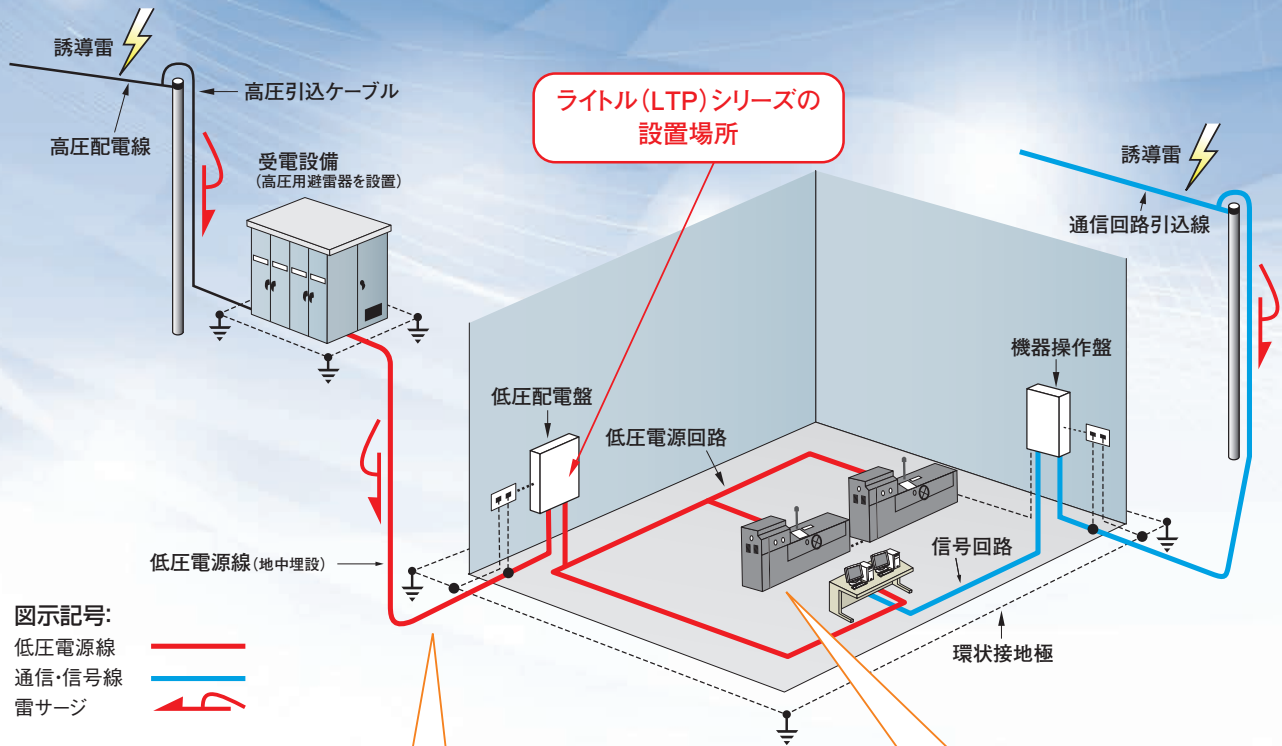 誘導雷
高圧引込ケーブル
高圧配電線
受電設備
(高圧用避雷器を設置)
ライトル(LTP)シリーズの
設置場所
誘導雷
通信回路引込線
機器操作盤
低圧配電盤
低圧電源回路
信号回路
低圧電源線(地中埋設)
環状接地極
図示記号:
低圧電源線
通信・信号線
雷サージ